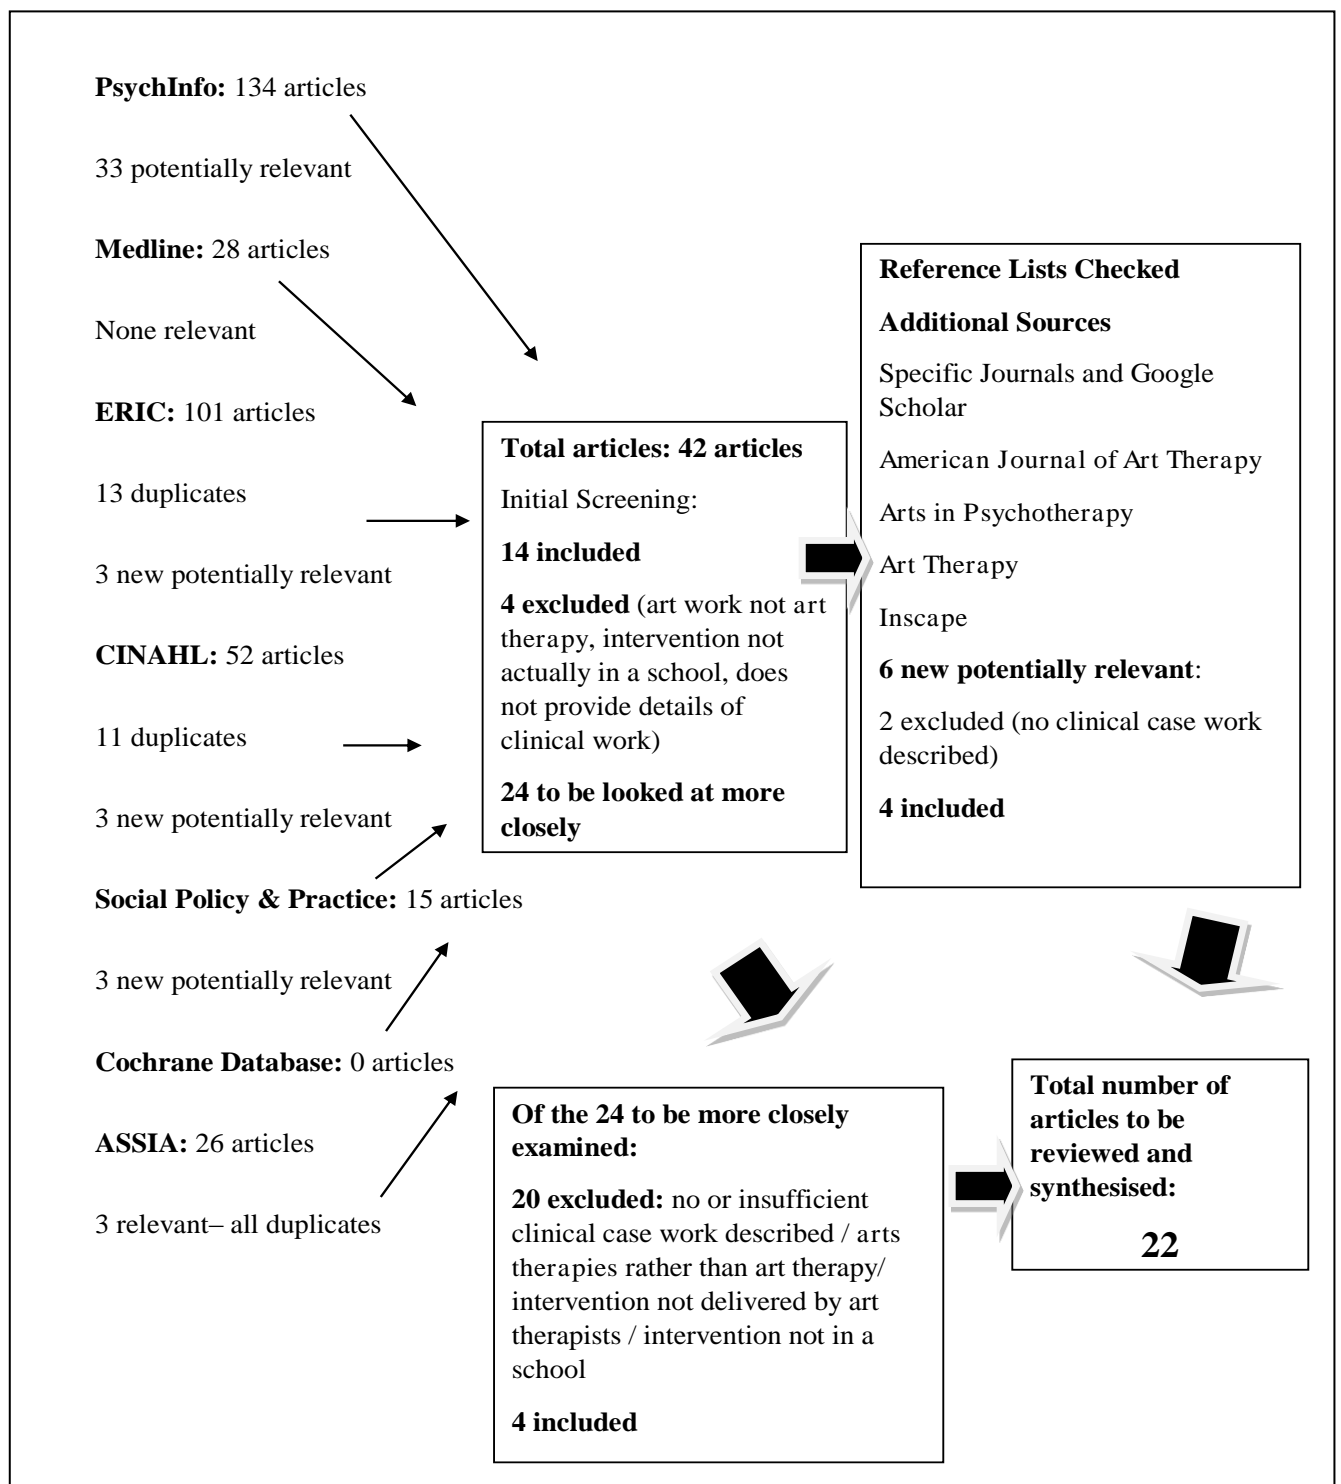 PsychInfo: 134 articles
33 potentially relevant
Medline: 28 articles
None relevant
ERIC: 101 articles
13 duplicates
3 new potentially relevant
CINAHL: 52 articles
11 duplicates
3 new potentially relevant
Social Policy & Practice: 15 articles
3 new potentially relevant
Cochrane Database: 0 articles
ASSIA: 26 articles
3 relevant– all duplicates
Total articles: 42 articles
Initial Screening:
14 included
4 excluded (art work not art
therapy, intervention not
actually in a school, does
not provide details of
clinical work)
24 to be looked at more
closely
Reference Lists Checked
Additional Sources
Specific Journals and Google
Scholar
American Journal of Art Therapy
Arts in Psychotherapy
Art Therapy
Inscape
6 new potentially relevant:
2 excluded (no clinical case work
described)
4 included
Of the 24 to be more closely
examined:
20 excluded: no or insufficient
clinical case work described / arts
therapies rather than art therapy/
intervention not delivered by art
therapists / intervention not in a
school
4 included
Total number of
articles to be
reviewed and
synthesised:
22